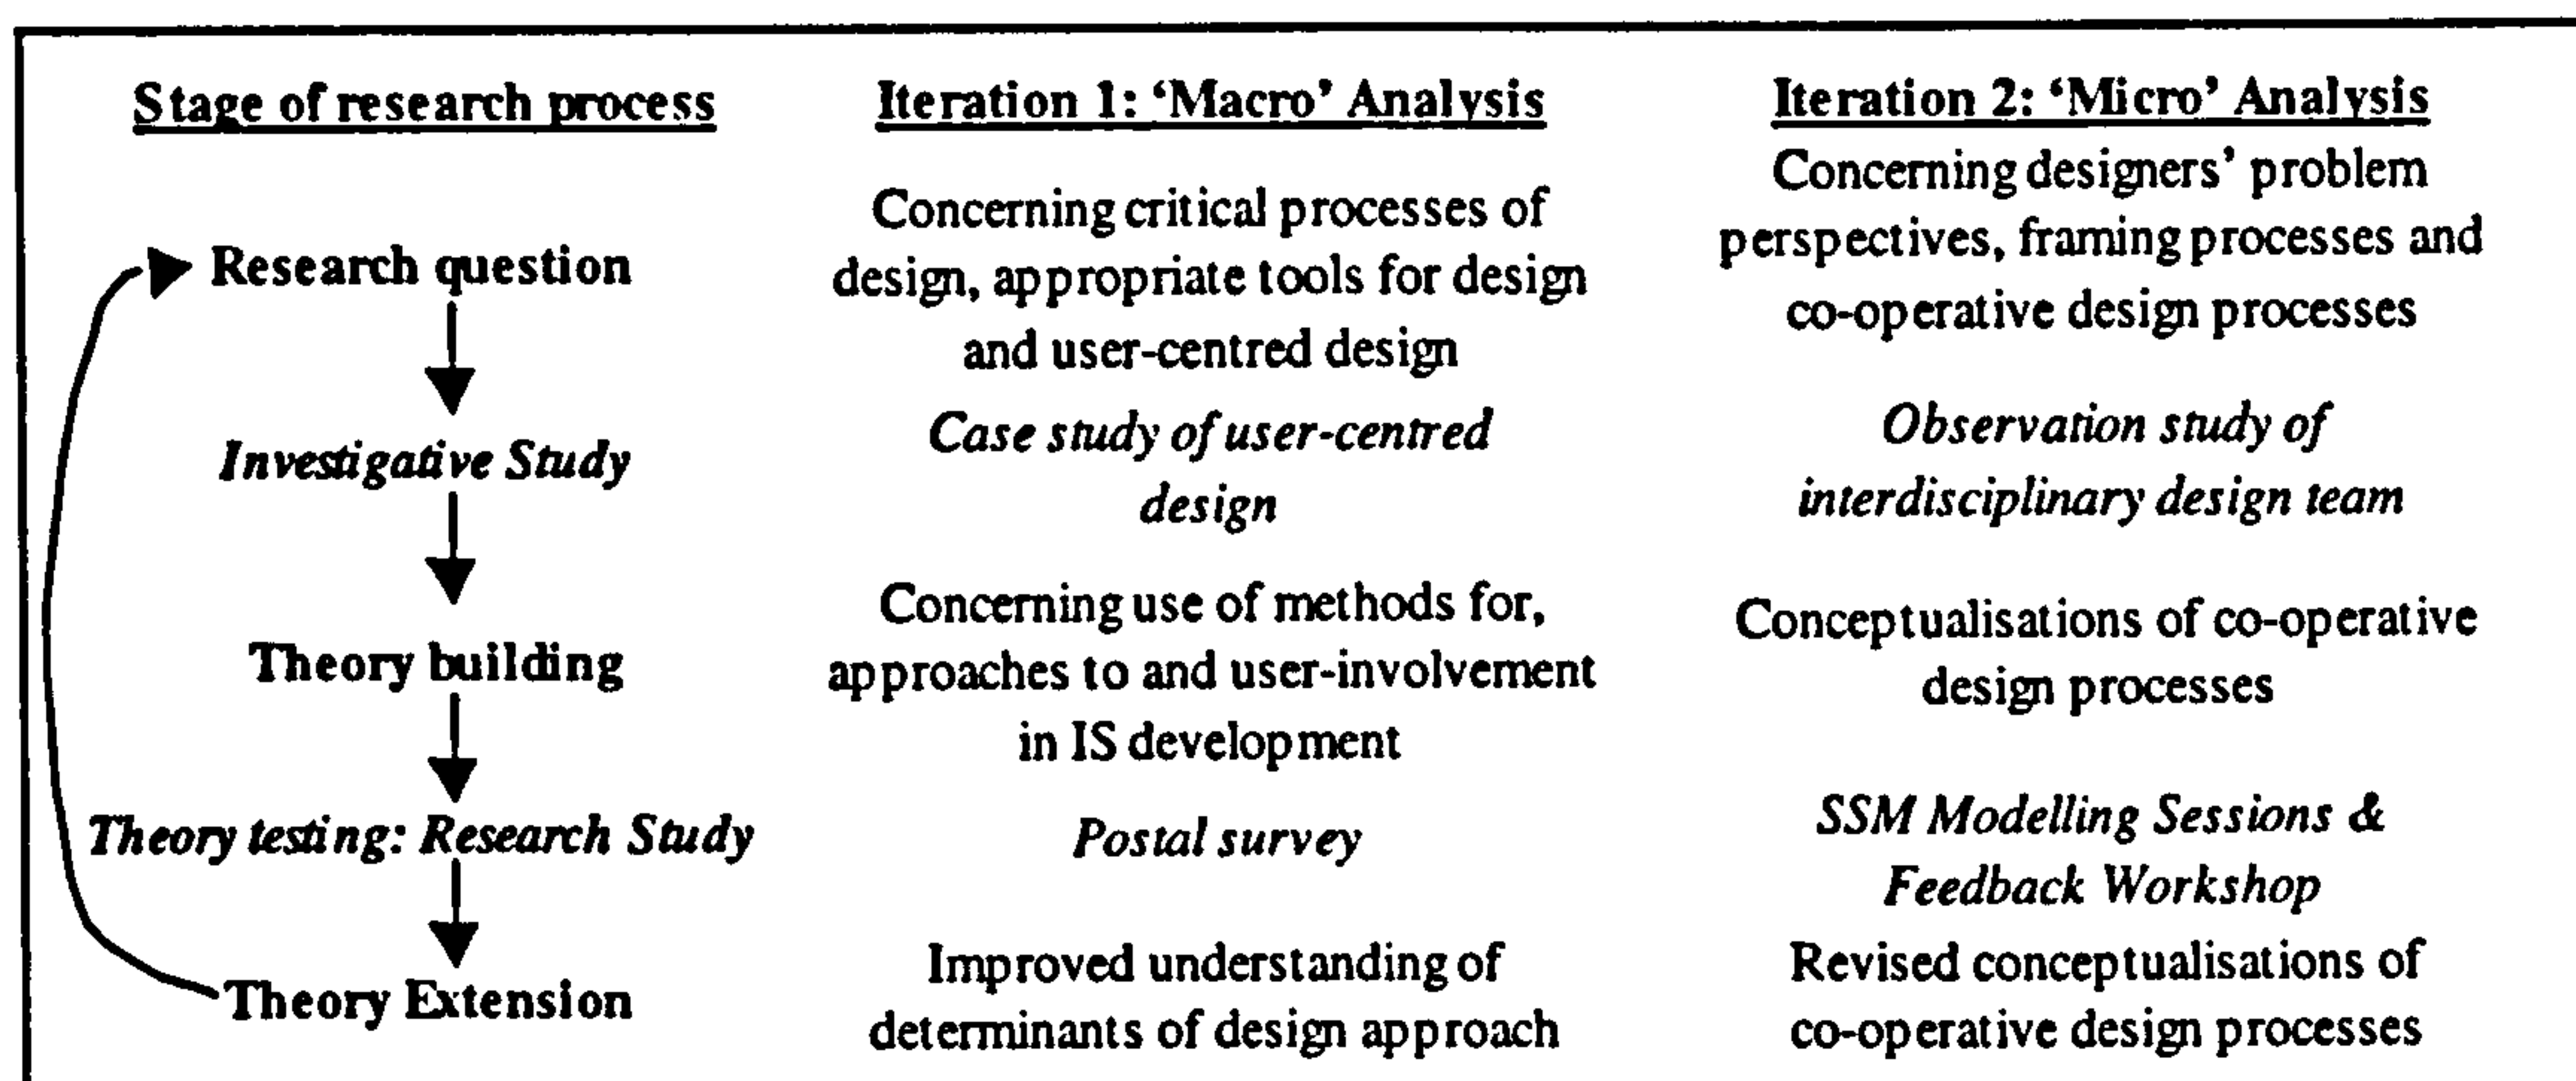 Stage of research process
Iteration 1: ‘Macro’ Analysis
Iteration 2: ‘Micro’ Analysis
Research question
Concerning critical processes of
design, appropriate tools for design
and user-centred design
Concerning designers’ problem
perspectives, framing processes and
co-operative design processes
Investigative Study
Case study of user-centred
design
Observation study of
interdisciplinary design team
Theory building
Concerning use of methods for,
approaches to and user-involvement
in IS development
Conceptualisations of co-operative
design processes
Theory testing: Research Study
Postal survey
SSM Modelling Sessions &
Feedback Workshop
Theory Extension
Improved understanding of
determinants of design approach
Revised conceptualisations of
co-operative design processes